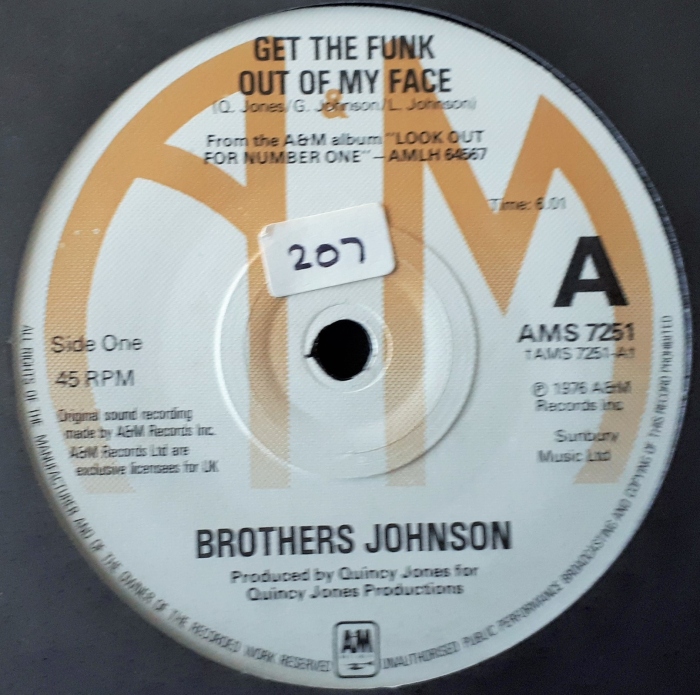 GET THE FUNK
OUT OF MY FACE
(Q. Jones/G. Johnson/L. Johnson)
&
From the A&M album "LOOK OUT
FOR NUMBER ONE" – AMLH 64567
Time: 6.01
207
A
Side One
45 RPM
AMS 7251
†AMS 7251-A†
Original sound recording
made by A&M Records Inc.
A&M Records Ltd are
exclusive licensees for UK
℗ 1976 A&M
Records Inc
Sunbury
Music Ltd
BROTHERS JOHNSON
Produced by Quincy Jones for
Quincy Jones Productions
A&M
ALL RIGHTS OF THE MANUFACTURER AND OF THE OWNER OF THE RECORDED WORK RESERVED
UNAUTHORISED PUBLIC PERFORMANCE BROADCASTING AND COPYING OF THIS RECORD PROHIBITED